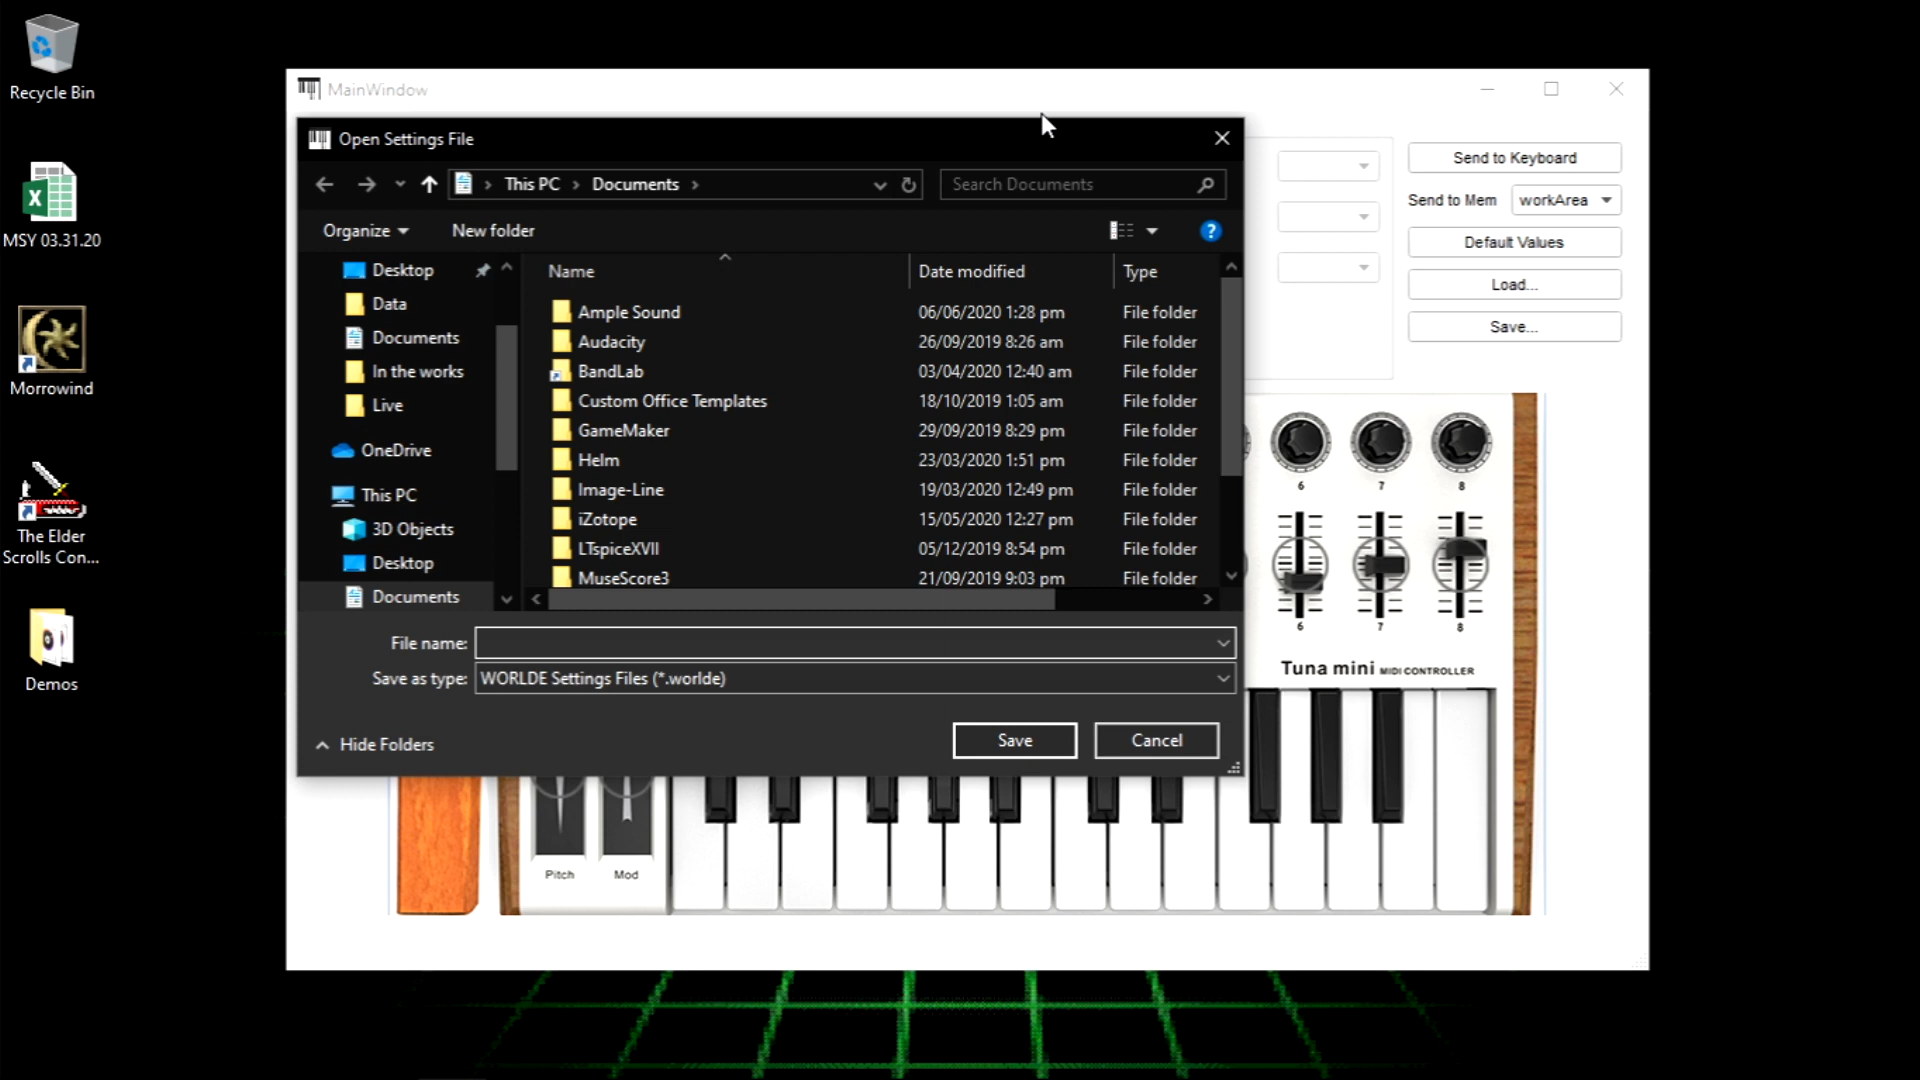 Recycle Bin
MSY 03.31.20
Morrowind
The Elder
Scrolls Con...
Demos
MainWindow
Open Settings File
This PC
Documents
Search Documents
Organize
New folder
Desktop
Data
Documents
In the works
Live
OneDrive
This PC
3D Objects
Desktop
Documents
Name Date modified Type
Ample Sound 06/06/2020 1:28 pm File folder
Audacity 26/09/2019 8:26 am File folder
BandLab 03/04/2020 12:40 am File folder
Custom Office Templates 18/10/2019 1:05 am File folder
GameMaker 29/09/2019 8:29 pm File folder
Helm 23/03/2020 1:51 pm File folder
Image-Line 19/03/2020 12:49 pm File folder
iZotope 15/05/2020 12:27 pm File folder
LTspiceXVII 05/12/2019 8:54 pm File folder
MuseScore3 21/09/2019 9:03 pm File folder
File name:
Save as type: WORLDE Settings Files (*.worlde)
Hide Folders
Save
Cancel
Send to Keyboard
Send to Mem workArea
Default Values
Load...
Save...
6 7 8
6 7 8
Tuna mini MIDI CONTROLLER
Pitch Mod